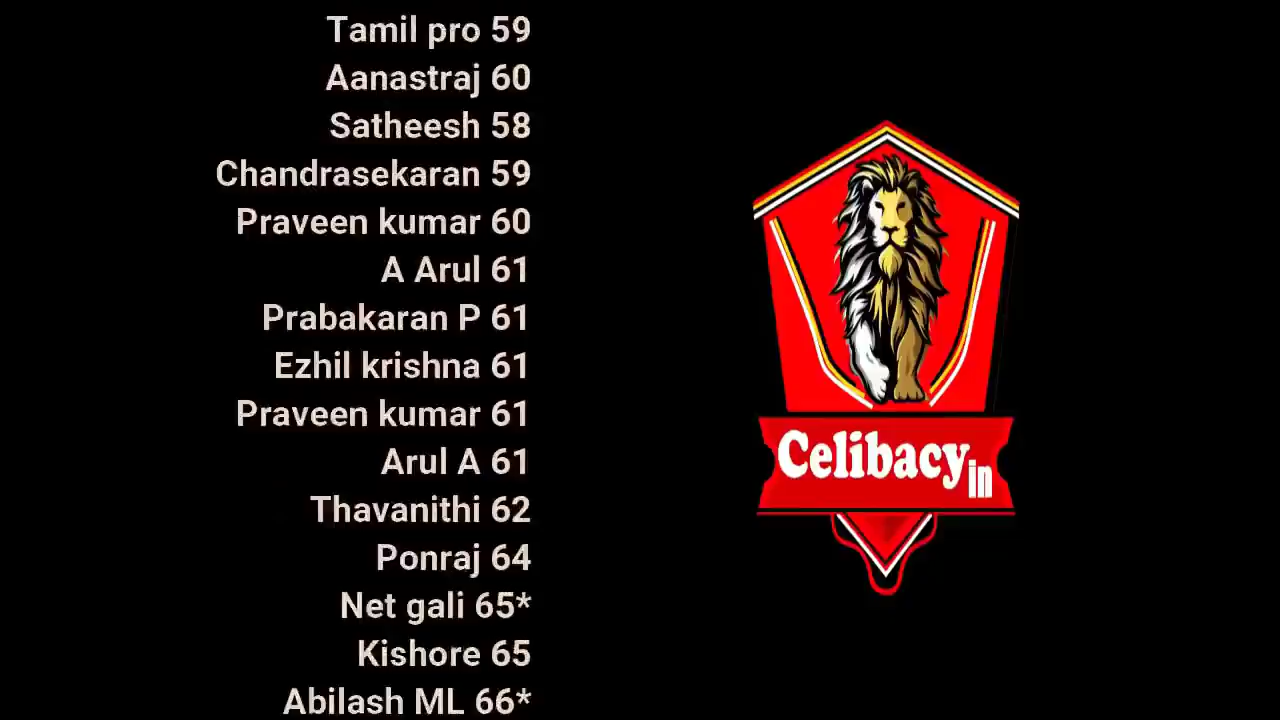 Tamil pro 59
Aanastraj 60
Satheesh 58
Chandrasekaran 59
Praveen kumar 60
A Arul 61
Prabakaran P 61
Ezhil krishna 61
Praveen kumar 61
Arul A 61
Thavanithi 62
Ponraj 64
Net gali 65*
Kishore 65
Abilash ML 66*
Celibacy in